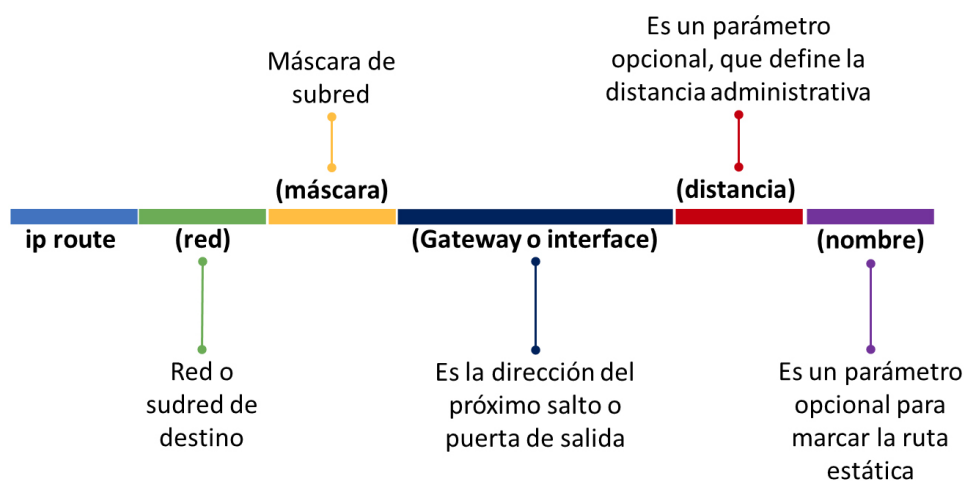 Es un parámetro
opcional, que define la
distancia administrativa
Máscara de
subred
(máscara)
(distancia)
ip route
(red)
(Gateway o interface)
(nombre)
Red o
sudred de
destino
Es la dirección del
próximo salto o
puerta de salida
Es un parámetro
opcional para
marcar la ruta
estática